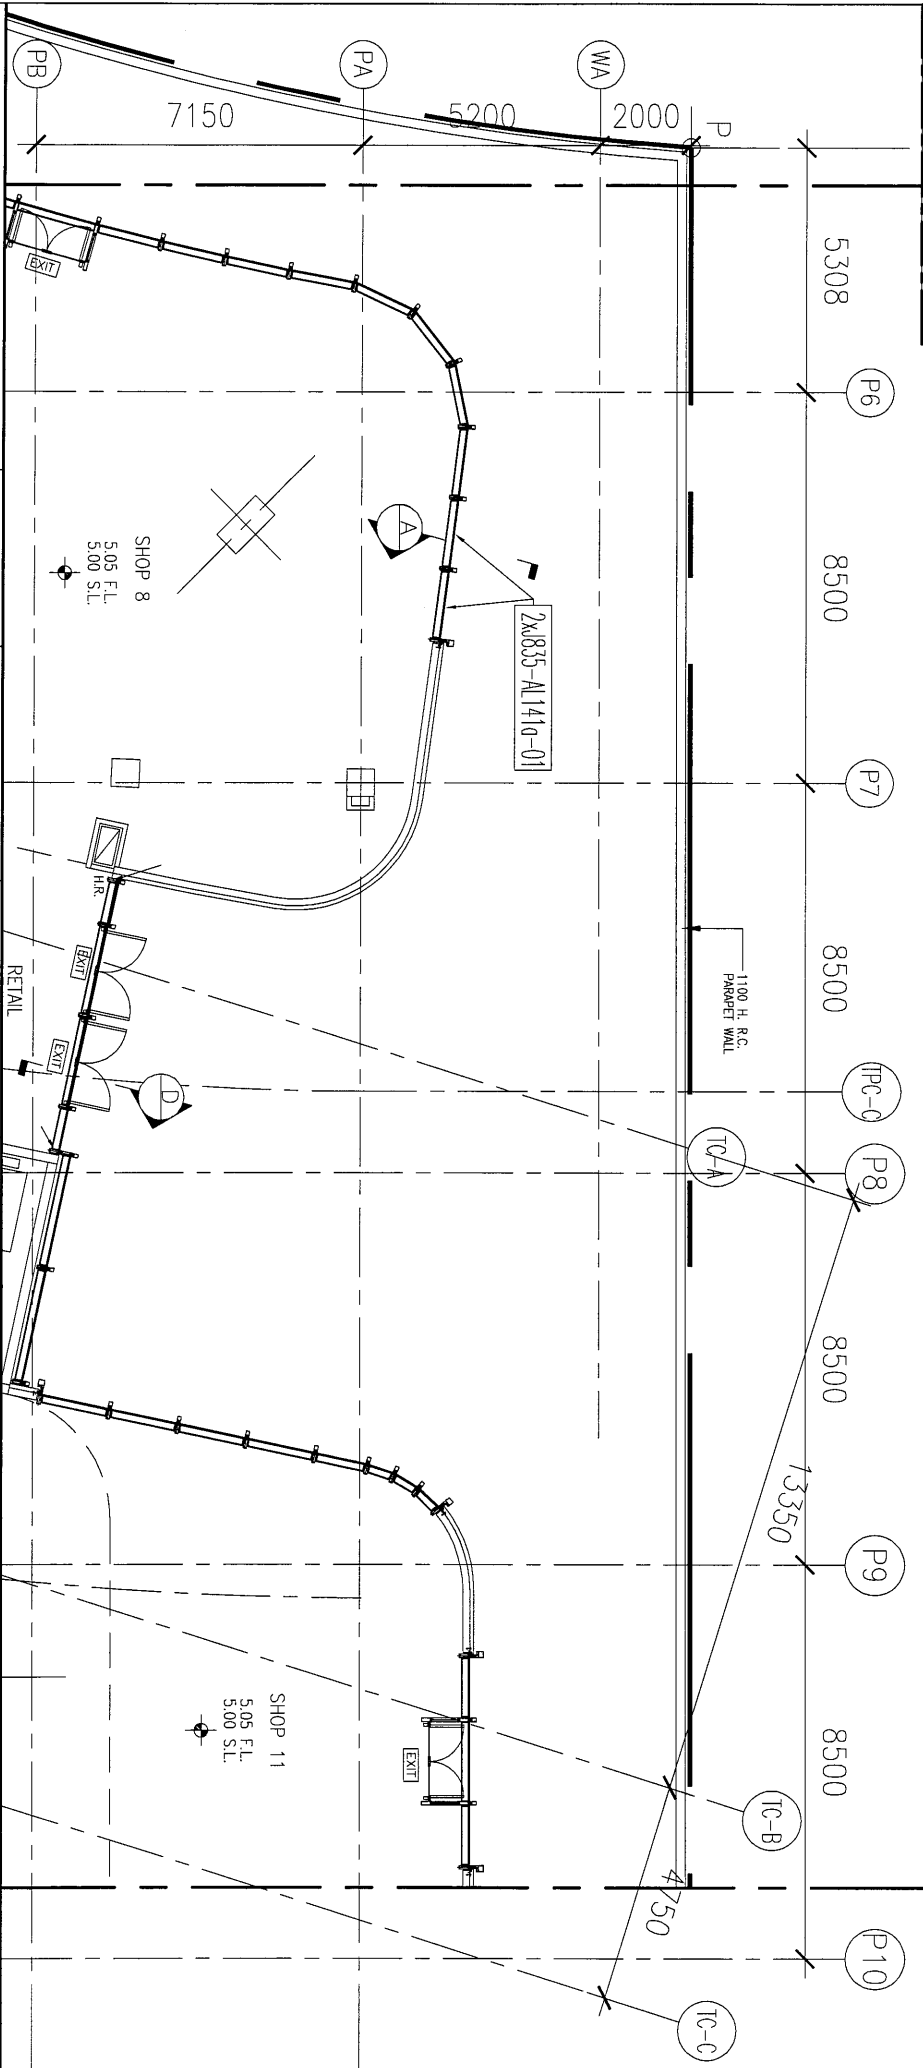 PB
PA
WA
7150
5200
2000
P
5308
P6
8500
P7
8500
TPC-C
P8
8500
P9
8500
P10
13350
4750
TC-A
TC-B
TC-C
EXIT
SHOP 8
5.05 F.L.
5.00 S.L.
A
2xJ835-AL141a-01
1100 H. R.C.
PARAPET WALL
H.R.
EXIT
EXIT
RETAIL
D
SHOP 11
5.05 F.L.
5.00 S.L.
EXIT